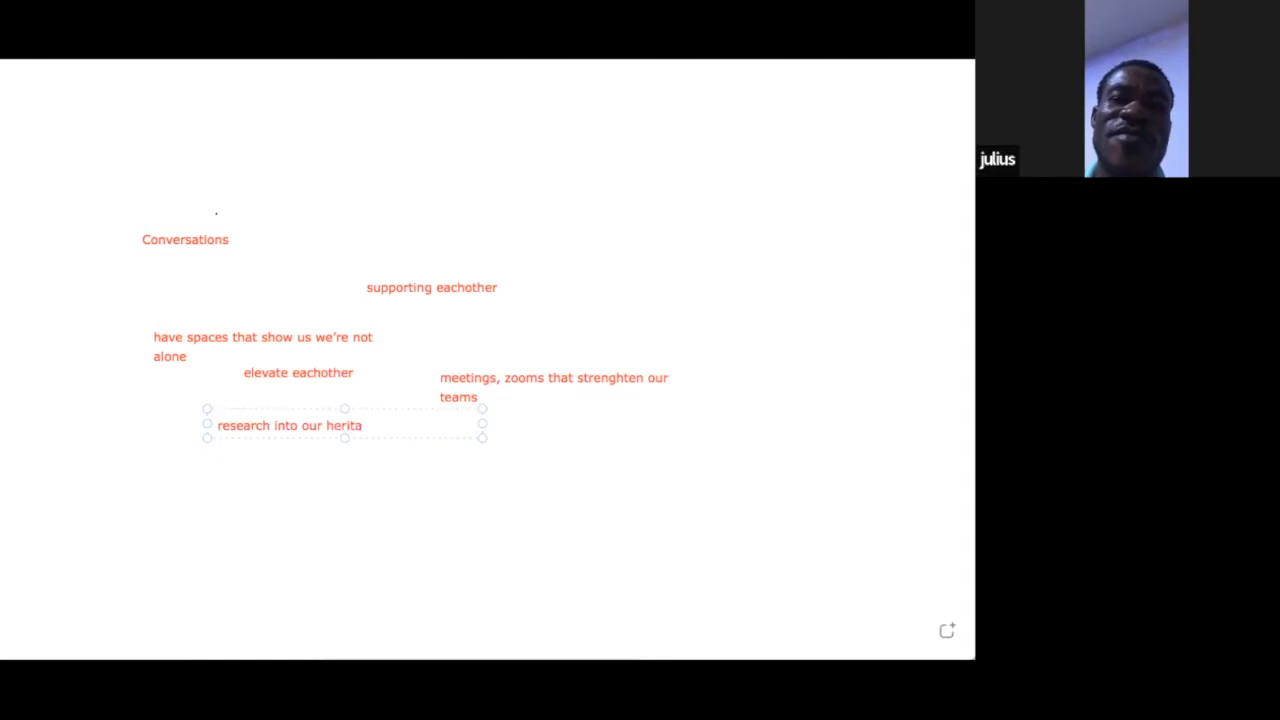 Conversations
supporting eachother
have spaces that show us we're not
alone
elevate eachother
meetings, zooms that strenghten our
teams
research into our herita
julius